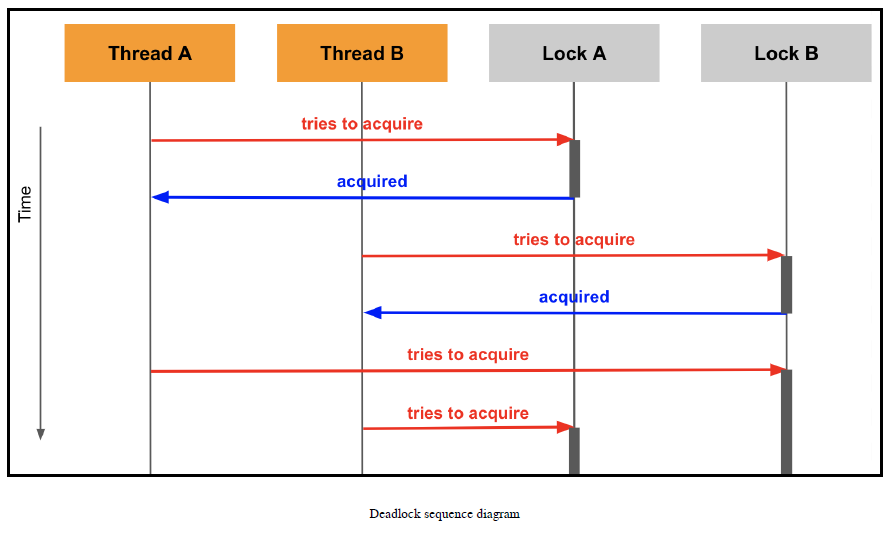 Thread A
Thread B
Lock A
Lock B
Time
tries to acquire
acquired
tries to acquire
acquired
tries to acquire
tries to acquire
Deadlock sequence diagram